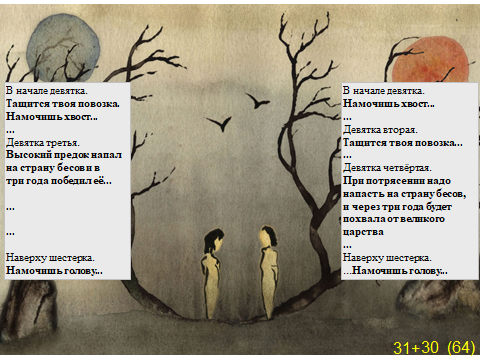 В начале девятка.
Тащится твоя повозка.
Намочишь хвост...
...
Девятка третья.
Высокий предок напал
на страну бесов и в
три года победил её...
...
...
Наверху шестерка.
Намочишь голову...
В начале девятка.
Намочишь хвост...
...
Девятка вторая.
Тащится твоя повозка...
...
Девятка четвёртая.
При потрясении надо
напасть на страну бесов,
и через три года будет
похвала от великого
царства
...
Наверху шестерка.
...Намочишь голову...
31+30 (64)